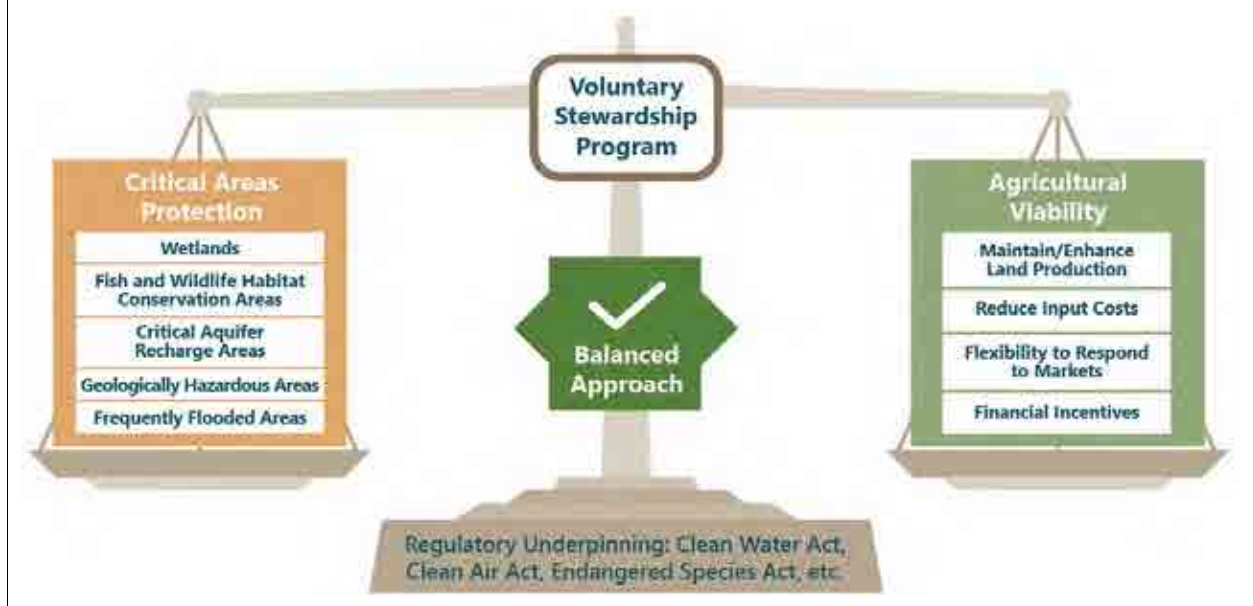 Voluntary
Stewardship
Program
Critical Areas
Protection
Wetlands
Fish and Wildlife Habitat
Conservation Areas
Critical Aquifer
Recharge Areas
Geologically Hazardous Areas
Frequently Flooded Areas
Balanced
Approach
Agricultural
Viability
Maintain/Enhance
Land Production
Reduce Input Costs
Flexibility to Respond
to Markets
Financial Incentives
Regulatory Underpinning: Clean Water Act,
Clean Air Act, Endangered Species Act, etc.